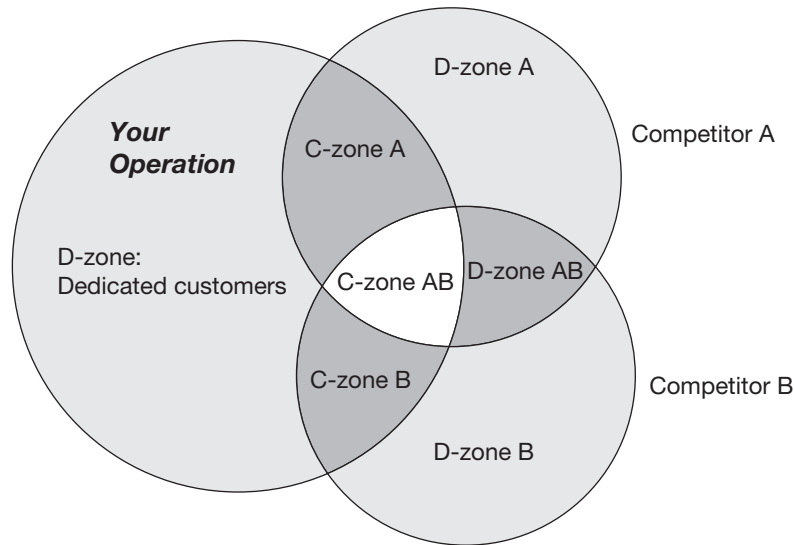 D-zone A
Your
Operation
C-zone A
Competitor A
D-zone:
Dedicated customers
C-zone AB
D-zone AB
C-zone B
Competitor B
D-zone B